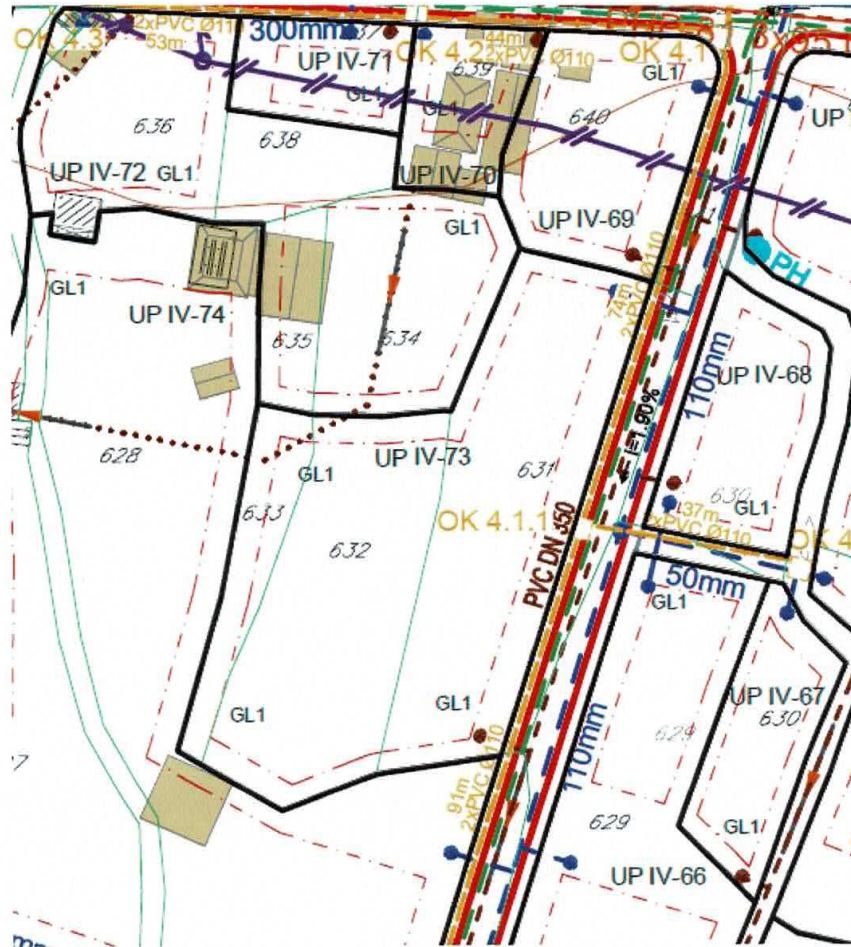 2xPVC Ø110
53m
OK 4.3
300mm
UP IV-71
OK 4.2
44m
2xPVC Ø110
OK 4.1
639
GL1
GL1
GL1
640
636
638
UP IV-72 GL1
UP IV-70
UP IV-69
GL1
PH
GL1
UP IV-74
635
634
74m
2xPVC Ø110
110mm
UP IV-68
I=1.90%
628
GL1
UP IV-73
631
630
GL1
633
632
OK 4.1.1
37m
2xPVC Ø110
OK 4
PVC DN 350
50mm
GL1
UP IV-67
630
GL1
GL1
629
110mm
91m
2xPVC Ø110
629
GL1
UP IV-66